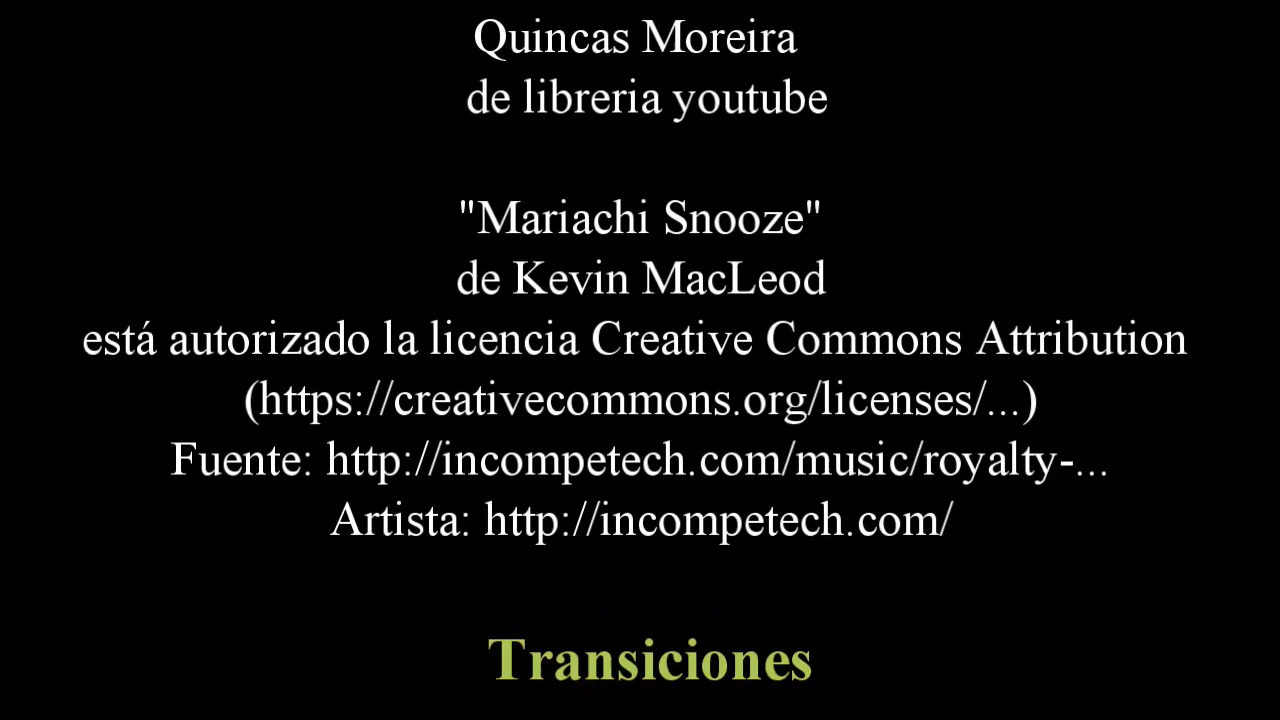 Quincas Moreira
de libreria youtube
"Mariachi Snooze"
de Kevin MacLeod
está autorizado la licencia Creative Commons Attribution
(https://creativecommons.org/licenses/...)
Fuente: http://incompetech.com/music/royalty-...
Artista: http://incompetech.com/
Transiciones